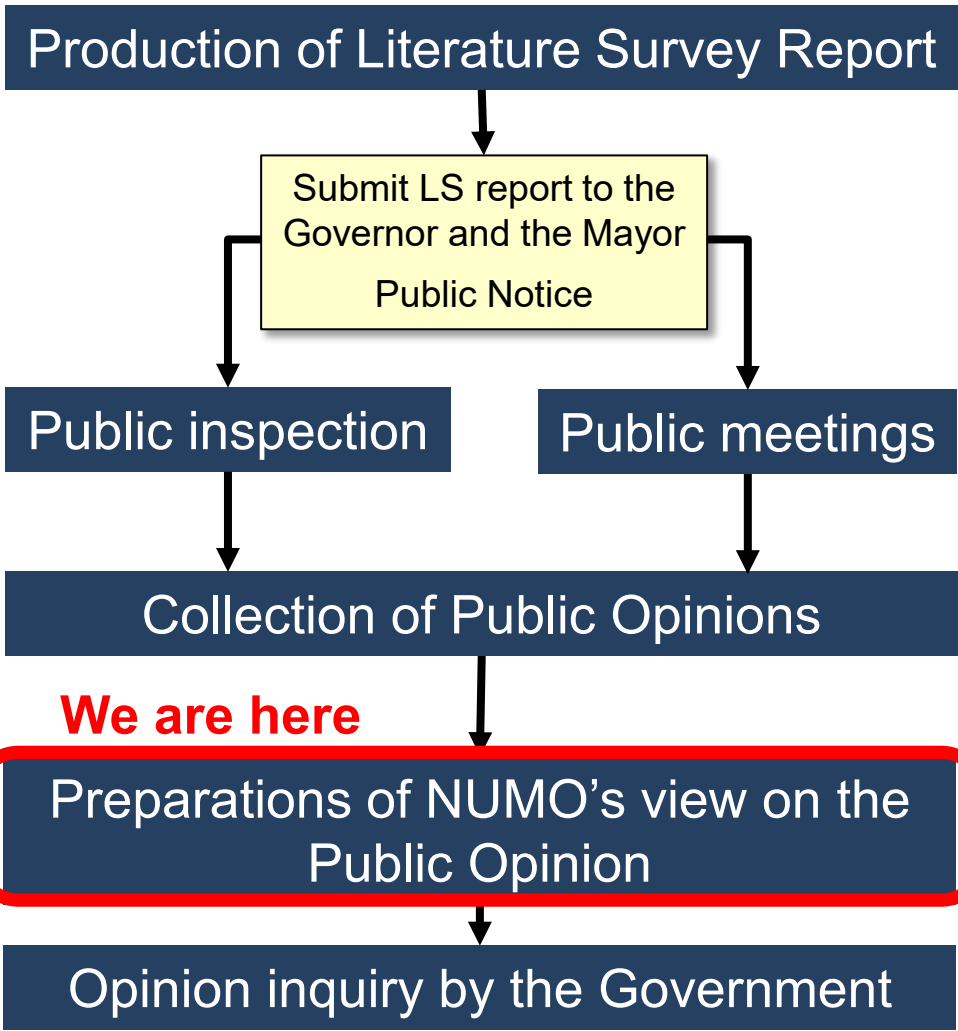 Production of Literature Survey Report
Submit LS report to the
Governor and the Mayor
Public Notice
Public inspection
Public meetings
Collection of Public Opinions
We are here
Preparations of NUMO’s view on the
Public Opinion
Opinion inquiry by the Government